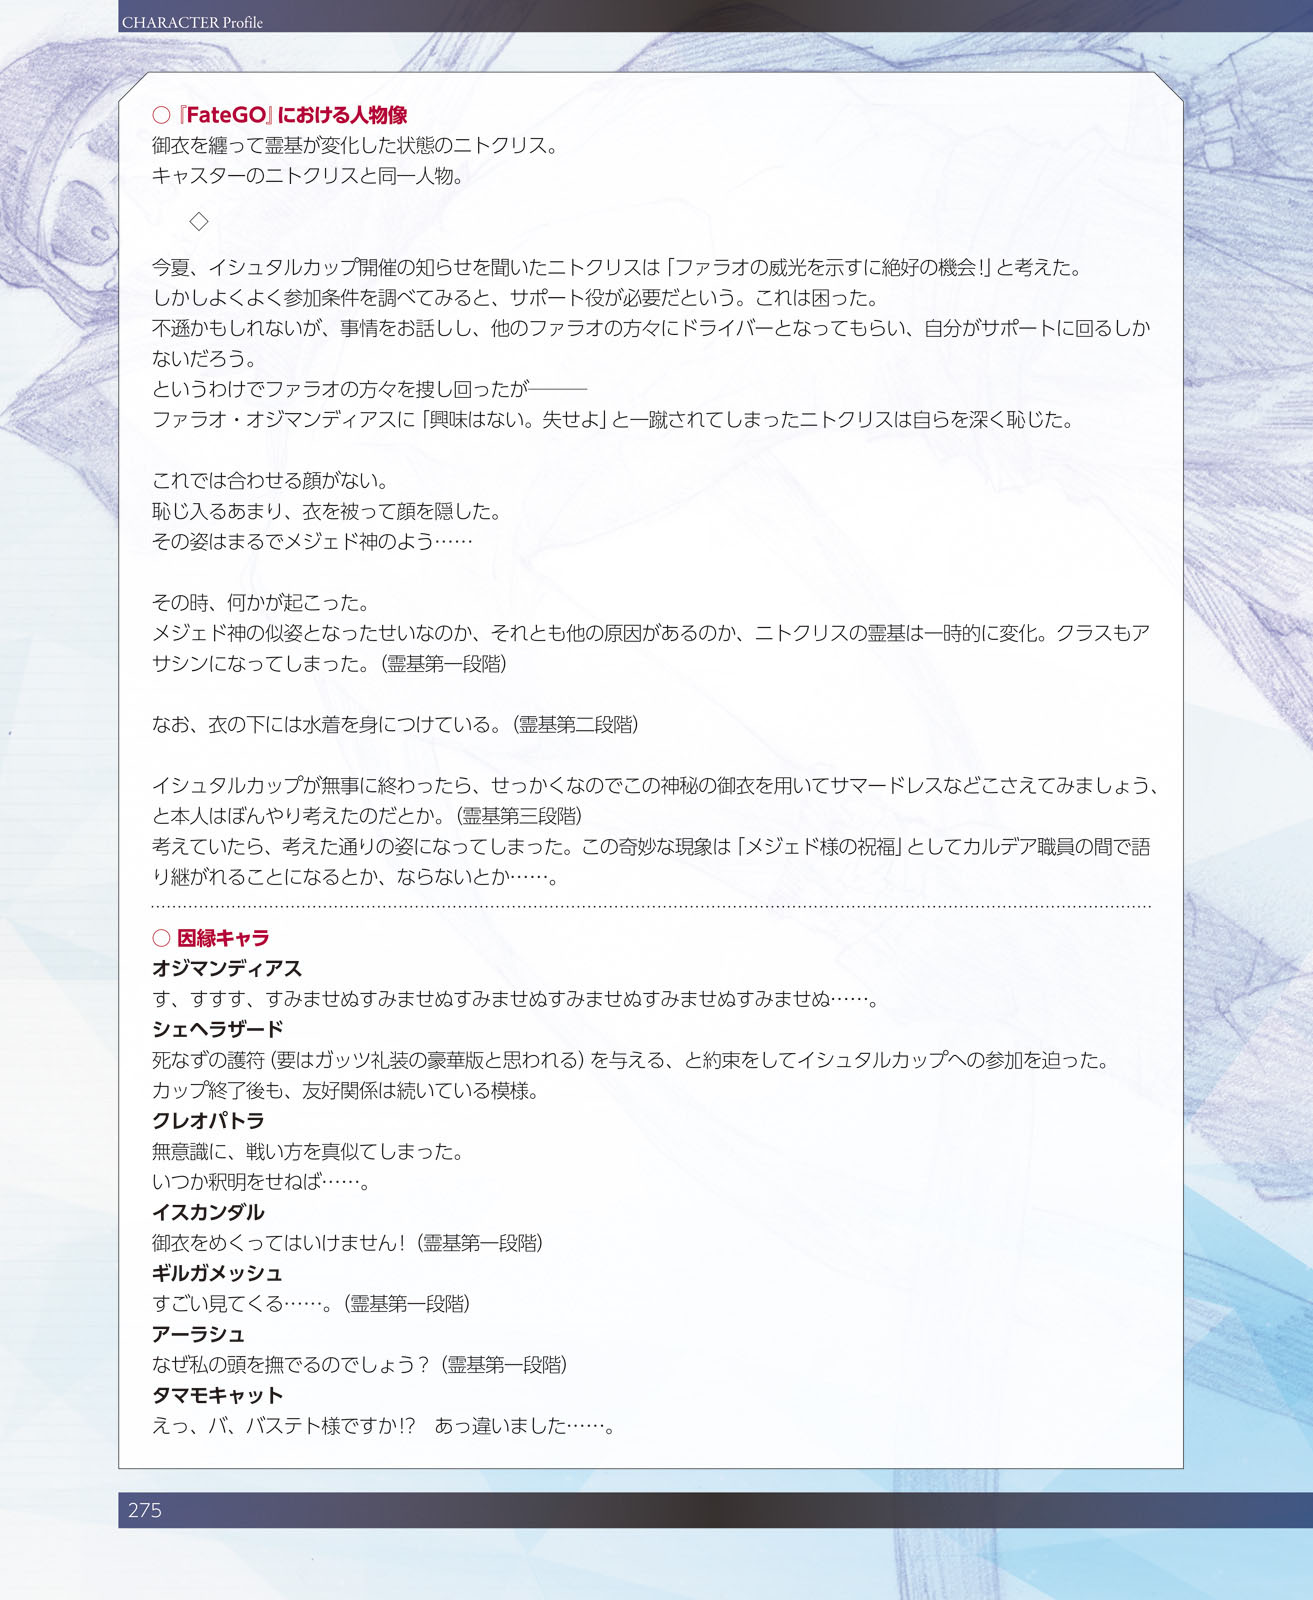 CHARACTER Profile
○『FateGO』における人物像
御衣を纏って霊基が変化した状態のニトクリス。
キャスターのニトクリスと同一人物。
◇
今夏、イシュタルカップ開催の知らせを聞いたニトクリスは「ファラオの威光を示すに絶好の機会！」と考えた。
しかしよくよく参加条件を調べてみると、サポート役が必要だという。これは困った。
不遜かもしれないが、事情をお話しし、他のファラオの方々にドライバーとなってもらい、自分がサポートに回るしか
ないだろう。
というわけでファラオの方々を捜し回ったが―――
ファラオ・オジマンディアスに「興味はない。失せよ」と一蹴されてしまったニトクリスは自らを深く恥じた。
これでは合わせる顔がない。
恥じ入るあまり、衣を被って顔を隠した。
その姿はまるでメジェド神のよう……
その時、何かが起こった。
メジェド神の似姿となったせいなのか、それとも他の原因があるのか、ニトクリスの霊基は一時的に変化。クラスもア
サシンになってしまった。（霊基第一段階）
なお、衣の下には水着を身につけている。（霊基第二段階）
イシュタルカップが無事に終わったら、せっかくなのでこの神秘の御衣を用いてサマードレスなどこさえてみましょう、
と本人はぼんやり考えたのだとか。（霊基第三段階）
考えていたら、考えた通りの姿になってしまった。この奇妙な現象は「メジェド様の祝福」としてカルデア職員の間で語
り継がれることになるとか、ならないとか……。
○ 因縁キャラ
オジマンディアス
す、すすす、すみませぬすみませぬすみませぬすみませぬすみませぬすみませぬ……。
シェヘラザード
死なずの護符（要はガッツ礼装の豪華版と思われる）を与える、と約束をしてイシュタルカップへの参加を迫った。
カップ終了後も、友好関係は続いている模様。
クレオパトラ
無意識に、戦い方を真似てしまった。
いつか釈明をせねば……。
イスカンダル
御衣をめくってはいけません！（霊基第一段階）
ギルガメッシュ
すごい見てくる……。（霊基第一段階）
アーラシュ
なぜ私の頭を撫でるのでしょう？（霊基第一段階）
タマモキャット
えっ、バ、バステト様ですか!?　あっ違いました……。
275